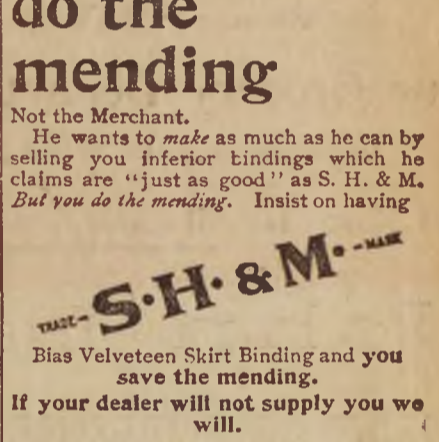 do the
mending
Not the Merchant.
He wants to make as much as he can by
selling you inferior bindings which he
claims are "just as good" as S. H. & M.
But you do the mending. Insist on having
TRADE- S·H·&M·-MARK
Bias Velveteen Skirt Binding and you
save the mending.
If your dealer will not supply you we
will.